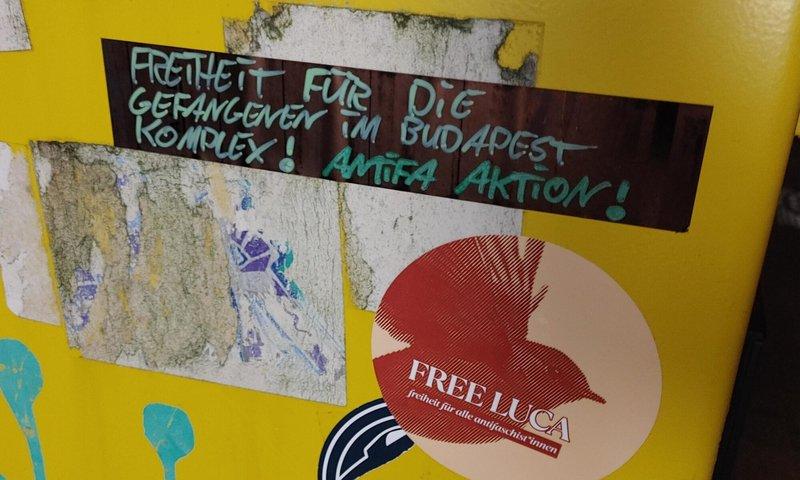 FREIHEIT FÜR DIE
GEFANGENEN IM BUDAPEST
KOMPLEX! ANTIFA AKTION!
FREE LUCA
freiheit für alle antifaschist*innen